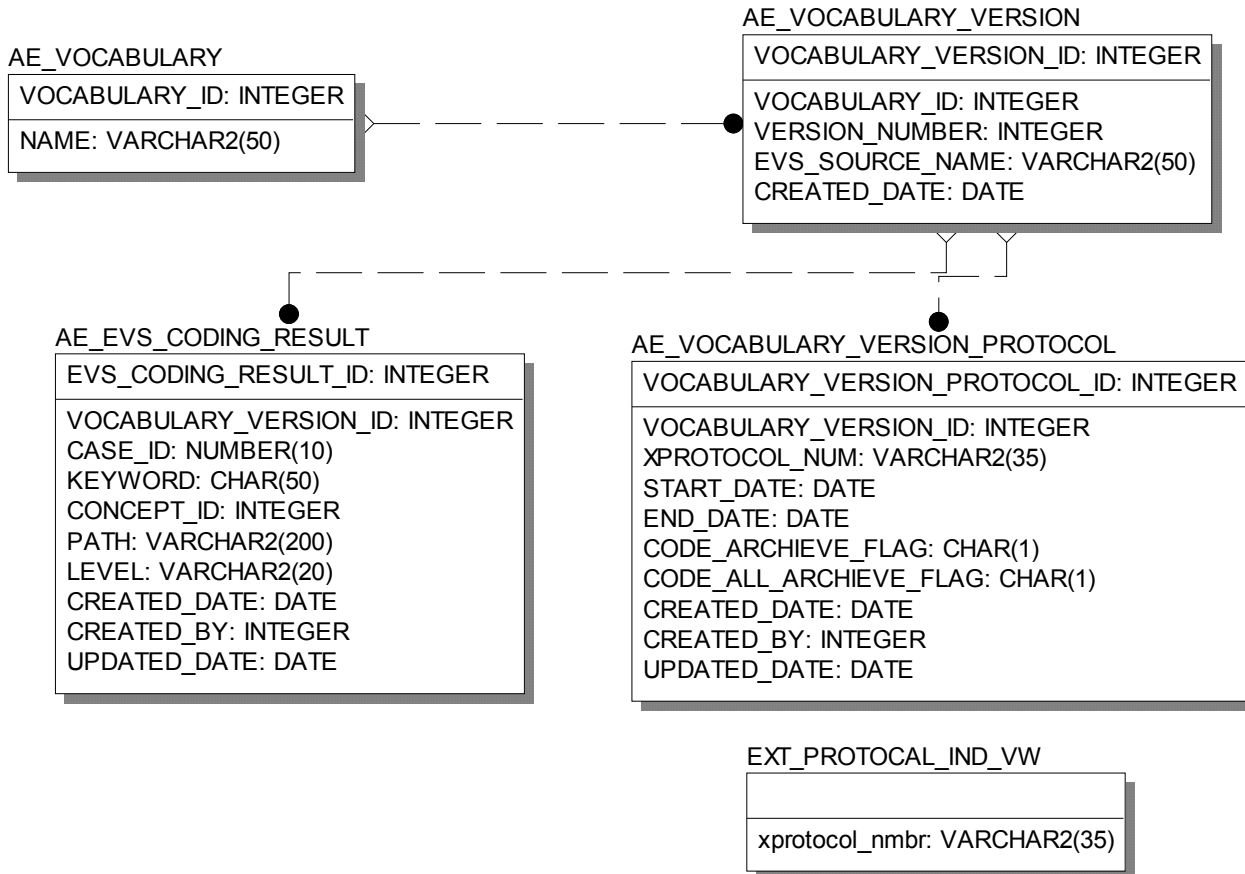 AE_VOCABULARY
VOCABULARY_ID: INTEGER
NAME: VARCHAR2(50)
AE_VOCABULARY_VERSION
VOCABULARY_VERSION_ID: INTEGER
VOCABULARY_ID: INTEGER
VERSION_NUMBER: INTEGER
EVS_SOURCE_NAME: VARCHAR2(50)
CREATED_DATE: DATE
AE_EVS_CODING_RESULT
EVS_CODING_RESULT_ID: INTEGER
VOCABULARY_VERSION_ID: INTEGER
CASE_ID: NUMBER(10)
KEYWORD: CHAR(50)
CONCEPT_ID: INTEGER
PATH: VARCHAR2(200)
LEVEL: VARCHAR2(20)
CREATED_DATE: DATE
CREATED_BY: INTEGER
UPDATED_DATE: DATE
AE_VOCABULARY_VERSION_PROTOCOL
VOCABULARY_VERSION_PROTOCOL_ID: INTEGER
VOCABULARY_VERSION_ID: INTEGER
XPROTOCOL_NUM: VARCHAR2(35)
START_DATE: DATE
END_DATE: DATE
CODE_ARCHIEVE_FLAG: CHAR(1)
CODE_ALL_ARCHIEVE_FLAG: CHAR(1)
CREATED_DATE: DATE
CREATED_BY: INTEGER
UPDATED_DATE: DATE
EXT_PROTOCAL_IND_VW
xprotocol_nmbr: VARCHAR2(35)